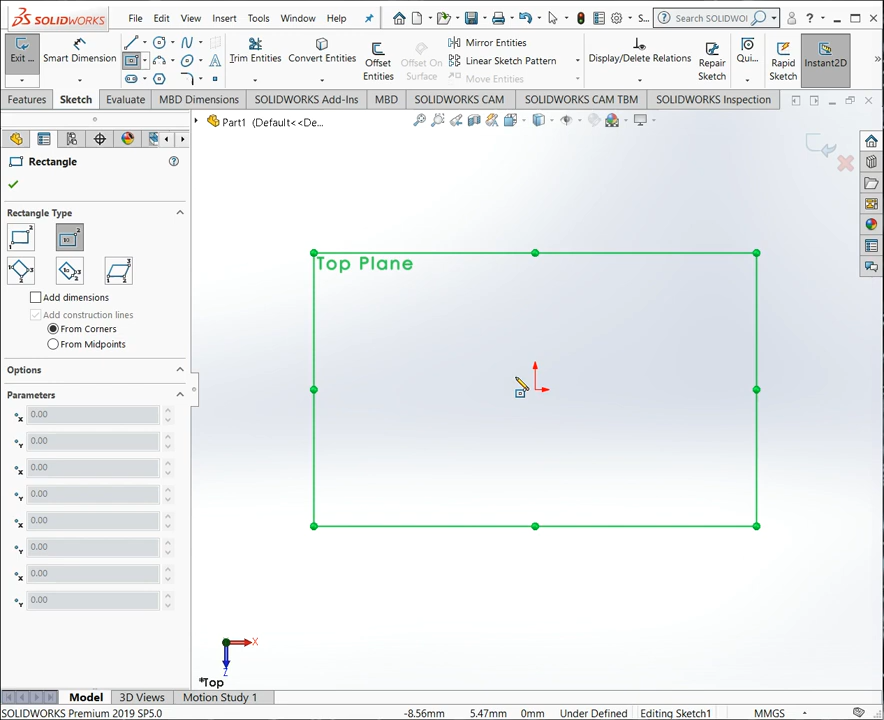 SOLIDWORKS File Edit View Insert Tools Window Help S... Search SOLIDWOI
Exit ... Smart Dimension Trim Entities Convert Entities Offset Entities Offset On Surface Mirror Entities Linear Sketch Pattern Move Entities Display/Delete Relations Repair Sketch Qui... Rapid Sketch Instant2D
Features Sketch Evaluate MBD Dimensions SOLIDWORKS Add-Ins MBD SOLIDWORKS CAM SOLIDWORKS CAM TBM SOLIDWORKS Inspection
Part1 (Default<<De...
Rectangle
Rectangle Type
Add dimensions
Add construction lines
From Corners
From Midpoints
Options
Parameters
0.00
0.00
0.00
0.00
0.00
0.00
0.00
0.00
Top Plane
X
Z
*Top
Model 3D Views Motion Study 1
SOLIDWORKS Premium 2019 SP5.0 -8.56mm 5.47mm 0mm Under Defined Editing Sketch1 MMGS